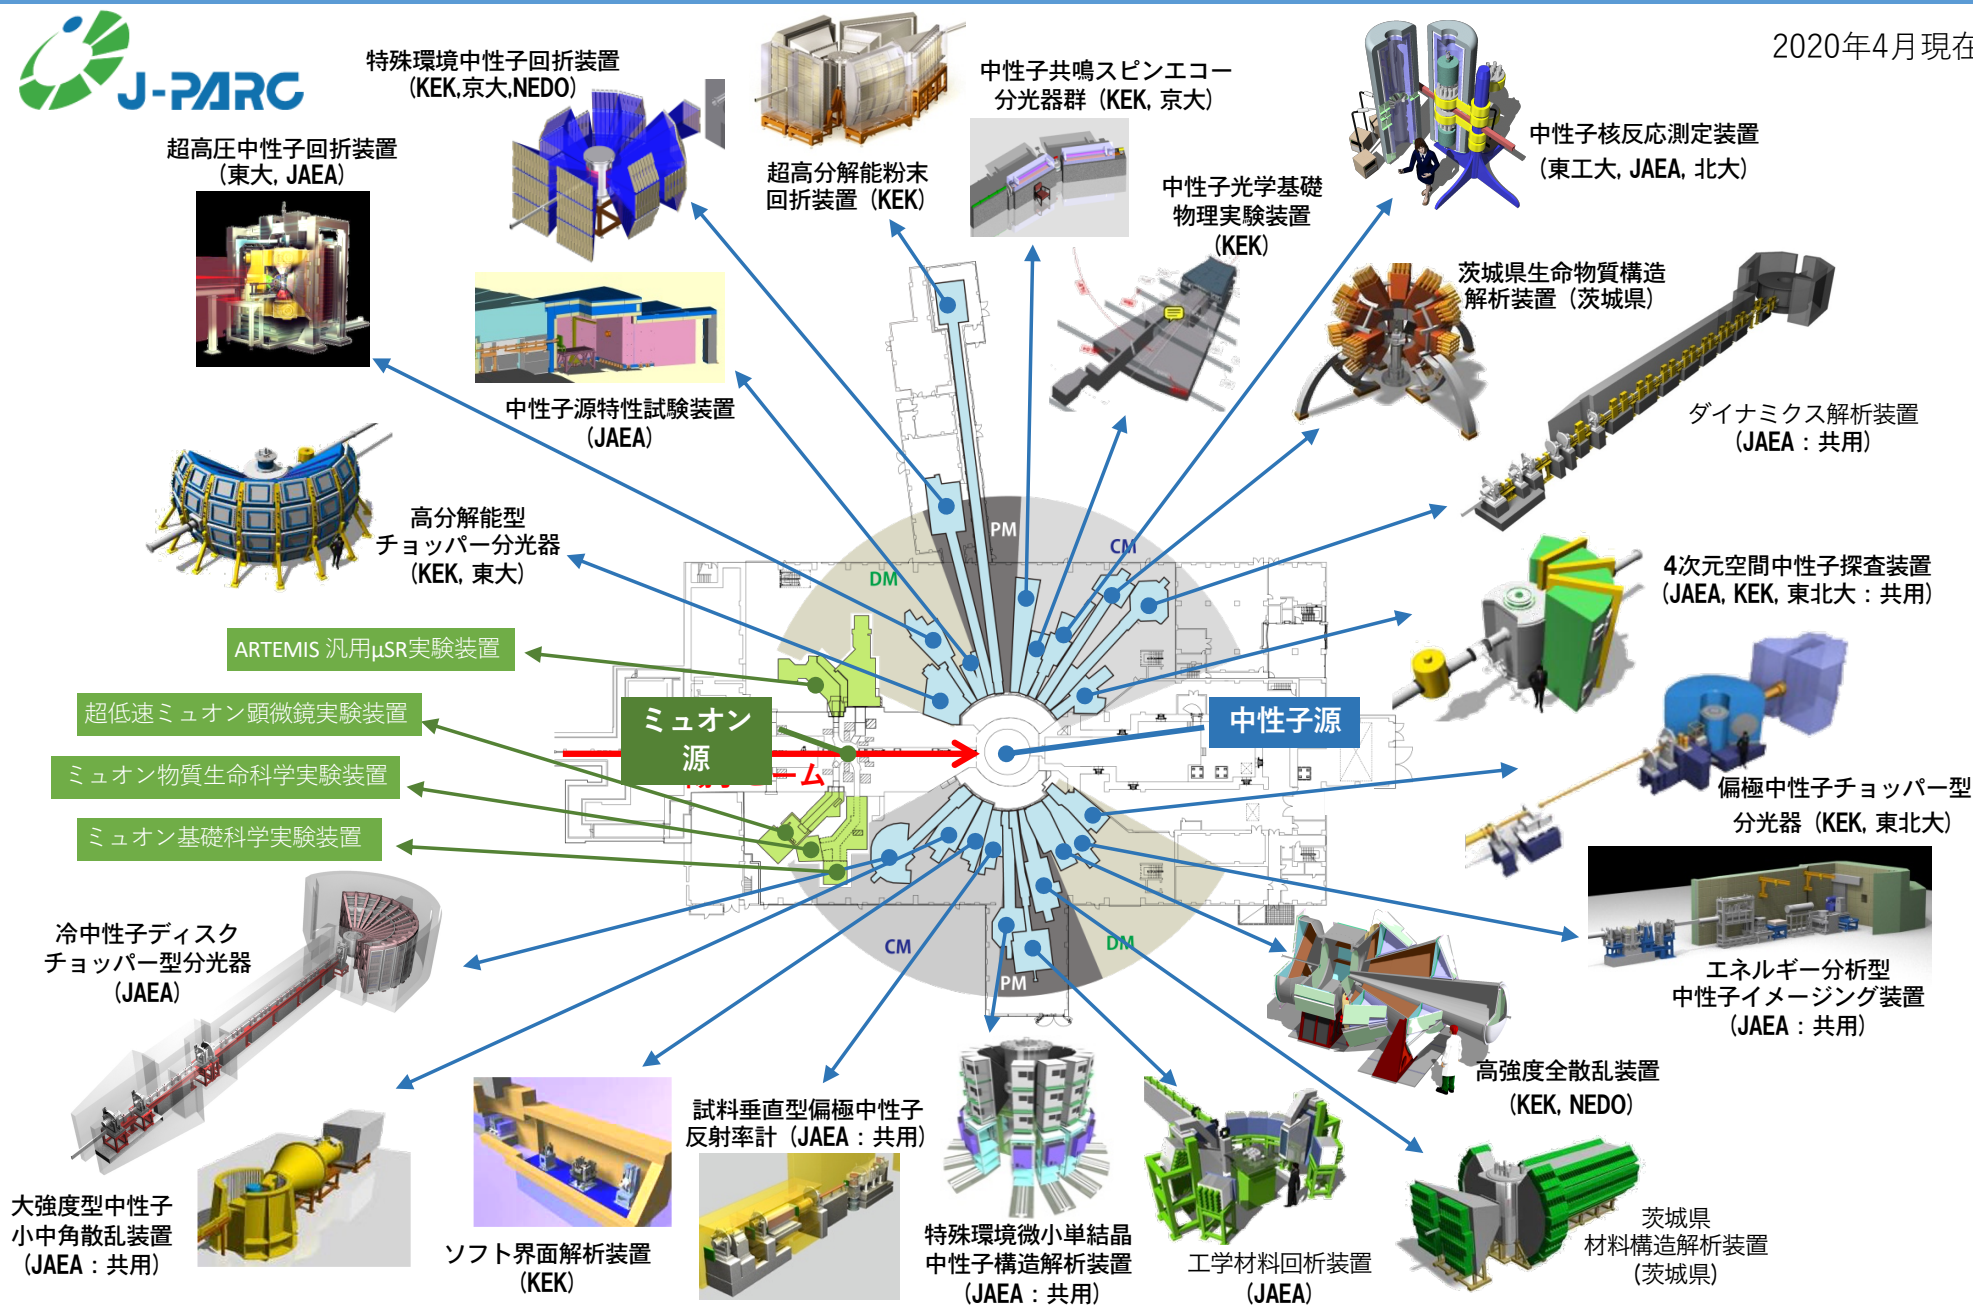 J-PARC
2020年4月現在
特殊環境中性子回折装置
(KEK,京大,NEDO)
超高圧中性子回折装置
(東大, JAEA)
超高分解能粉末
回折装置 (KEK)
中性子共鳴スピンエコー
分光器群 (KEK, 京大)
中性子光学基礎
物理実験装置
(KEK)
中性子核反応測定装置
(東工大, JAEA, 北大)
茨城県生命物質構造
解析装置 (茨城県)
ダイナミクス解析装置
(JAEA : 共用)
中性子源特性試験装置
(JAEA)
高分解能型
チョッパー分光器
(KEK, 東大)
PM
CM
DM
4次元空間中性子探査装置
(JAEA, KEK, 東北大 : 共用)
ARTEMIS 汎用μSR実験装置
超低速ミュオン顕微鏡実験装置
ミュオン物質生命科学実験装置
ミュオン基礎科学実験装置
ミュオン
源
ーム
中性子源
偏極中性子チョッパー型
分光器 (KEK, 東北大)
冷中性子ディスク
チョッパー型分光器
(JAEA)
CM
DM
PM
エネルギー分析型
中性子イメージング装置
(JAEA : 共用)
高強度全散乱装置
(KEK, NEDO)
大強度型中性子
小中角散乱装置
(JAEA : 共用)
ソフト界面解析装置
(KEK)
試料垂直型偏極中性子
反射率計 (JAEA : 共用)
特殊環境微小単結晶
中性子構造解析装置
(JAEA : 共用)
工学材料回析装置
(JAEA)
茨城県
材料構造解析装置
(茨城県)